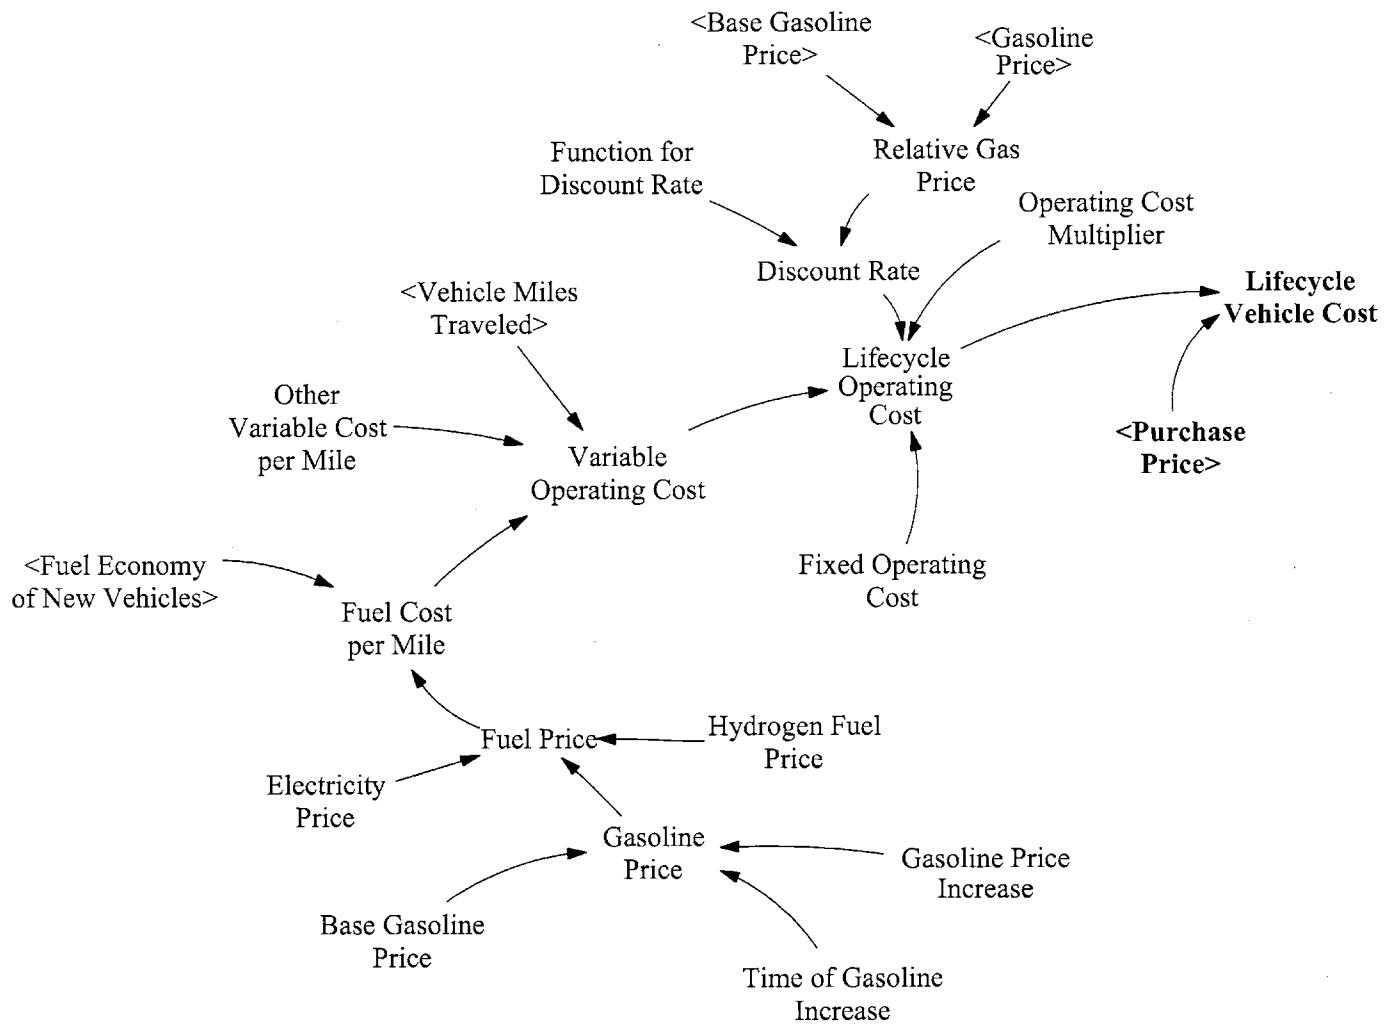 <Base Gasoline
Price>
<Gasoline
Price>
Function for
Discount Rate
Relative Gas
Price
Operating Cost
Multiplier
Discount Rate
<Vehicle Miles
Traveled>
Lifecycle
Vehicle Cost
Lifecycle
Operating
Cost
Other
Variable Cost
per Mile
Variable
Operating Cost
<Purchase
Price>
<Fuel Economy
of New Vehicles>
Fixed Operating
Cost
Fuel Cost
per Mile
Fuel Price
Hydrogen Fuel
Price
Electricity
Price
Gasoline
Price
Gasoline Price
Increase
Base Gasoline
Price
Time of Gasoline
Increase